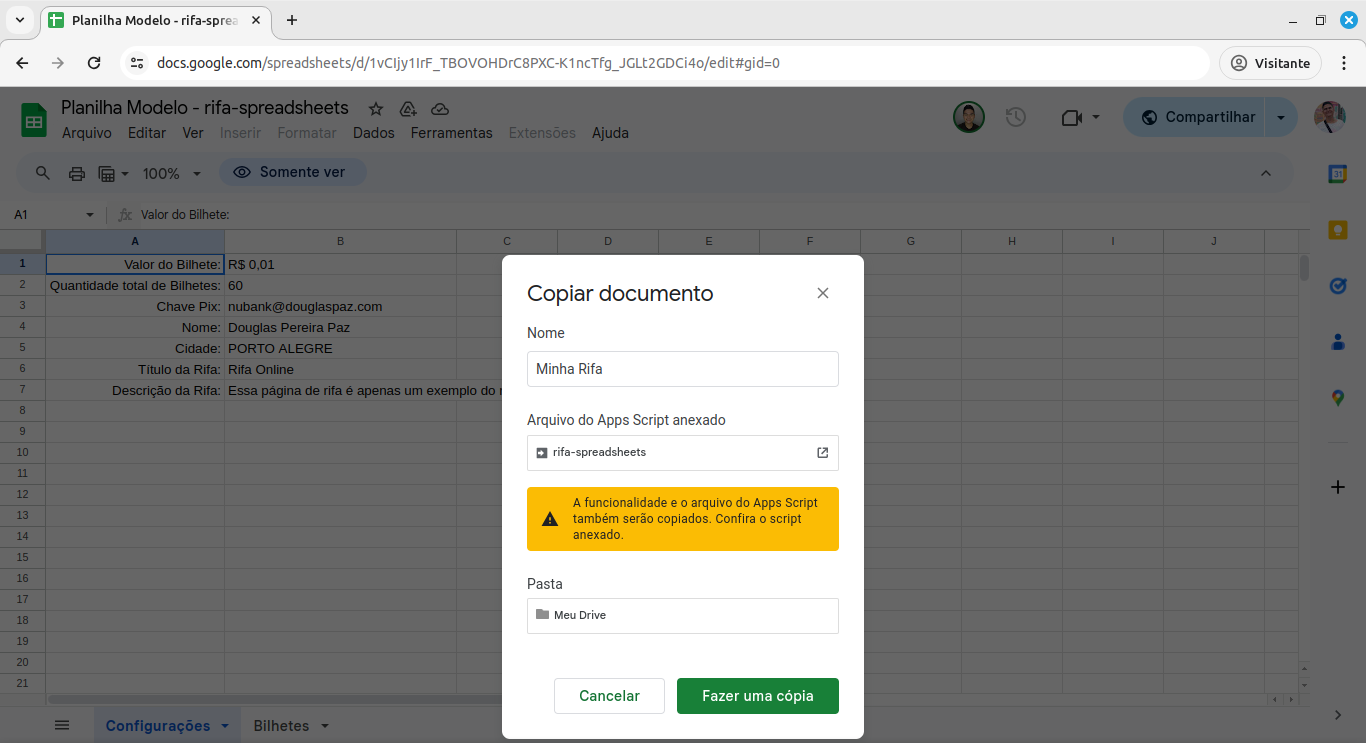 Planilha Modelo - rifa-sprea
docs.google.com/spreadsheets/d/1vCIjy1IrF_TBOVOHDrC8PXC-K1ncTfg_JGLt2GDCi4o/edit#gid=0
Visitante
Planilha Modelo - rifa-spreadsheets
Arquivo Editar Ver Inserir Formatar Dados Ferramentas Extensões Ajuda
Compartilhar
100% Somente ver
31
A1 fx Valor do Bilhete:
A B C D E F G H I J
1 Valor do Bilhete: R$ 0,01
2 Quantidade total de Bilhetes: 60
3 Chave Pix: nubank@douglaspaz.com
4 Nome: Douglas Pereira Paz
5 Cidade: PORTO ALEGRE
6 Título da Rifa: Rifa Online
7 Descrição da Rifa: Essa página de rifa é apenas um exemplo do
8
9
10
11
12
13
14
15
16
17
18
19
20
21
Copiar documento
Nome
Minha Rifa
Arquivo do Apps Script anexado
rifa-spreadsheets
A funcionalidade e o arquivo do Apps Script
também serão copiados. Confira o script
anexado.
Pasta
Meu Drive
Cancelar Fazer uma cópia
Configurações Bilhetes